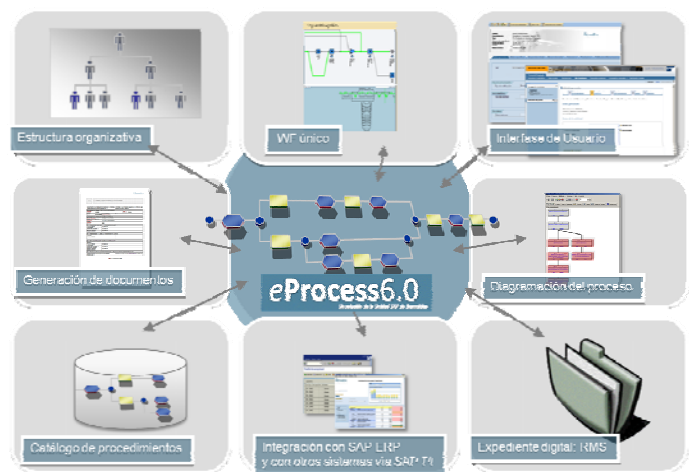 Estructura organizativa
WF único
Interfase de Usuario
Generación de documentos
eProcess6.0
Diagramación del proceso
Catálogo de procedimientos
Integración con SAP ERP
y con otros sistemas vía SAP
Expediente digital: RMS